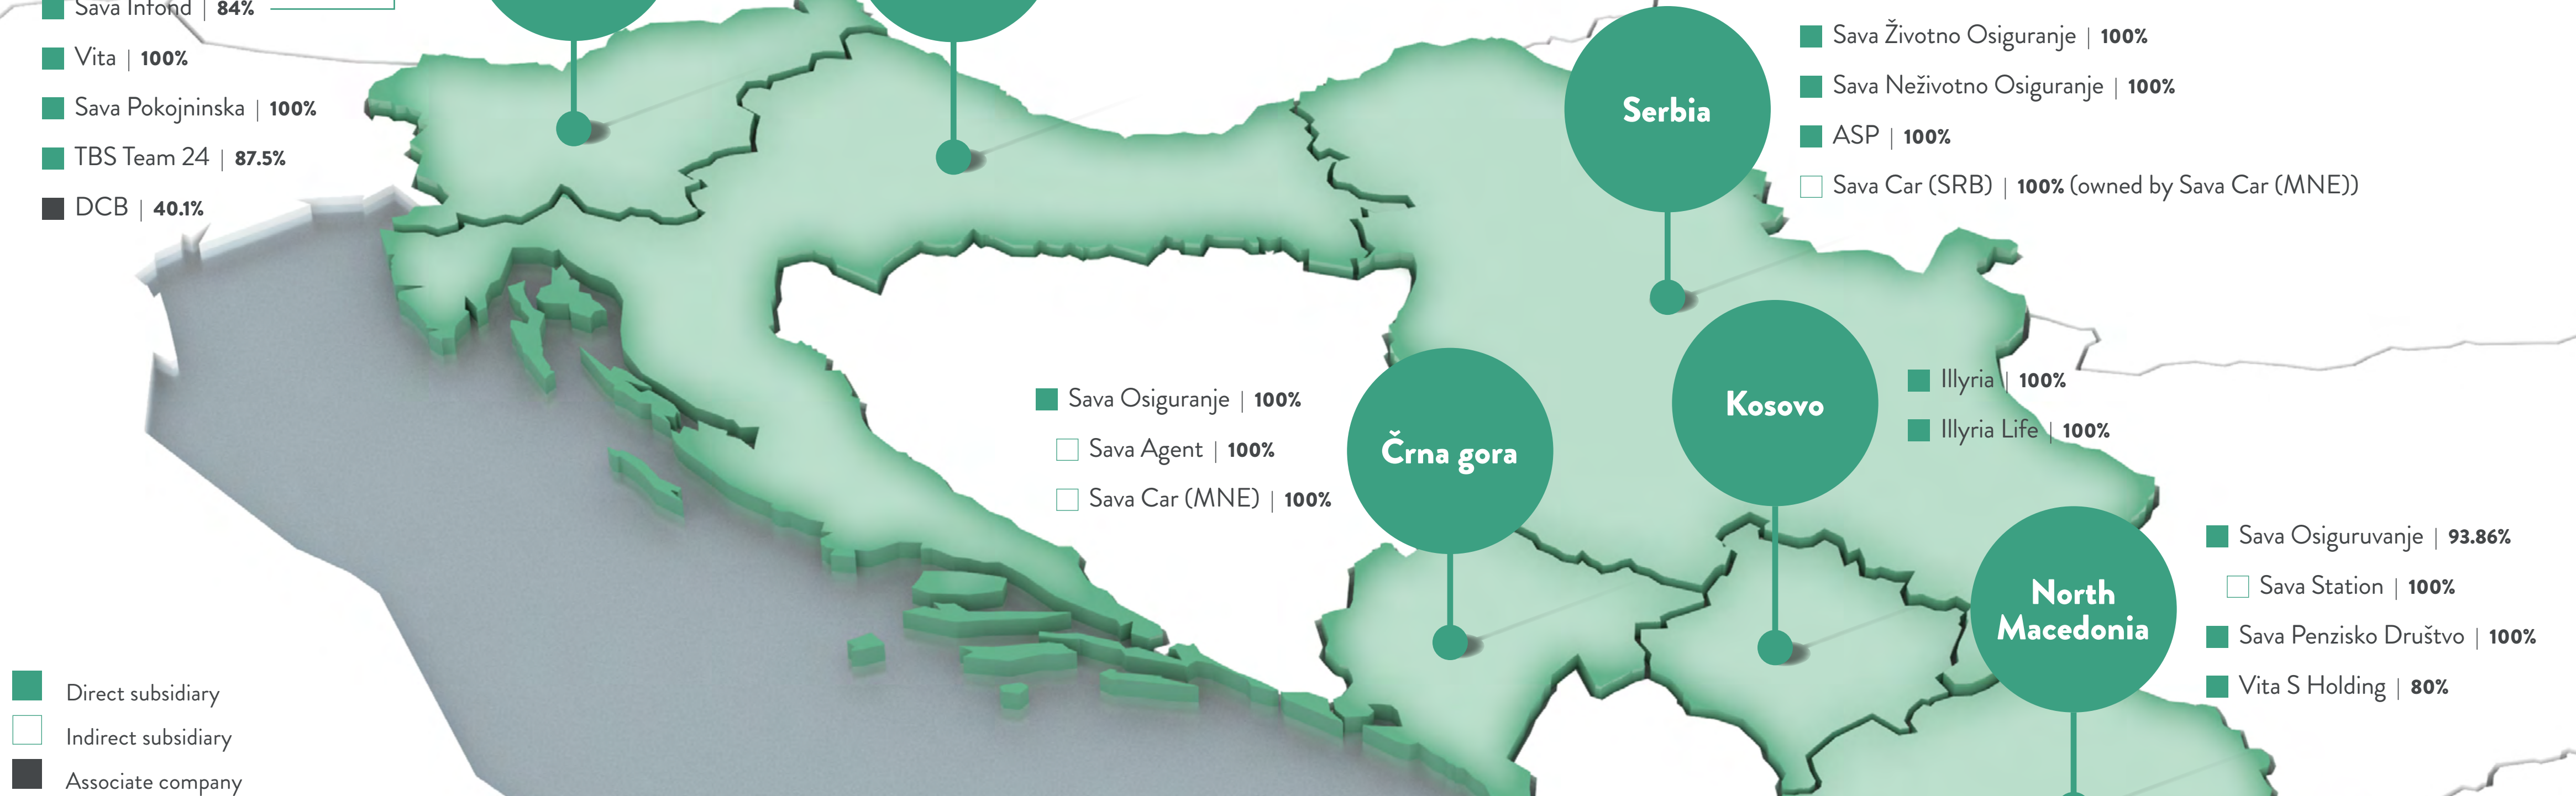 Sava Infond | 84%
Vita | 100%
Sava Pokojninska | 100%
TBS Team 24 | 87.5%
DCB | 40.1%
Serbia
Sava Životno Osiguranje | 100%
Sava Neživotno Osiguranje | 100%
ASP | 100%
Sava Car (SRB) | 100% (owned by Sava Car (MNE))
Sava Osiguranje | 100%
Sava Agent | 100%
Sava Car (MNE) | 100%
Črna gora
Kosovo
Illyria | 100%
Illyria Life | 100%
North
Macedonia
Sava Osiguruvanje | 93.86%
Sava Station | 100%
Sava Penzisko Društvo | 100%
Vita S Holding | 80%
Direct subsidiary
Indirect subsidiary
Associate company